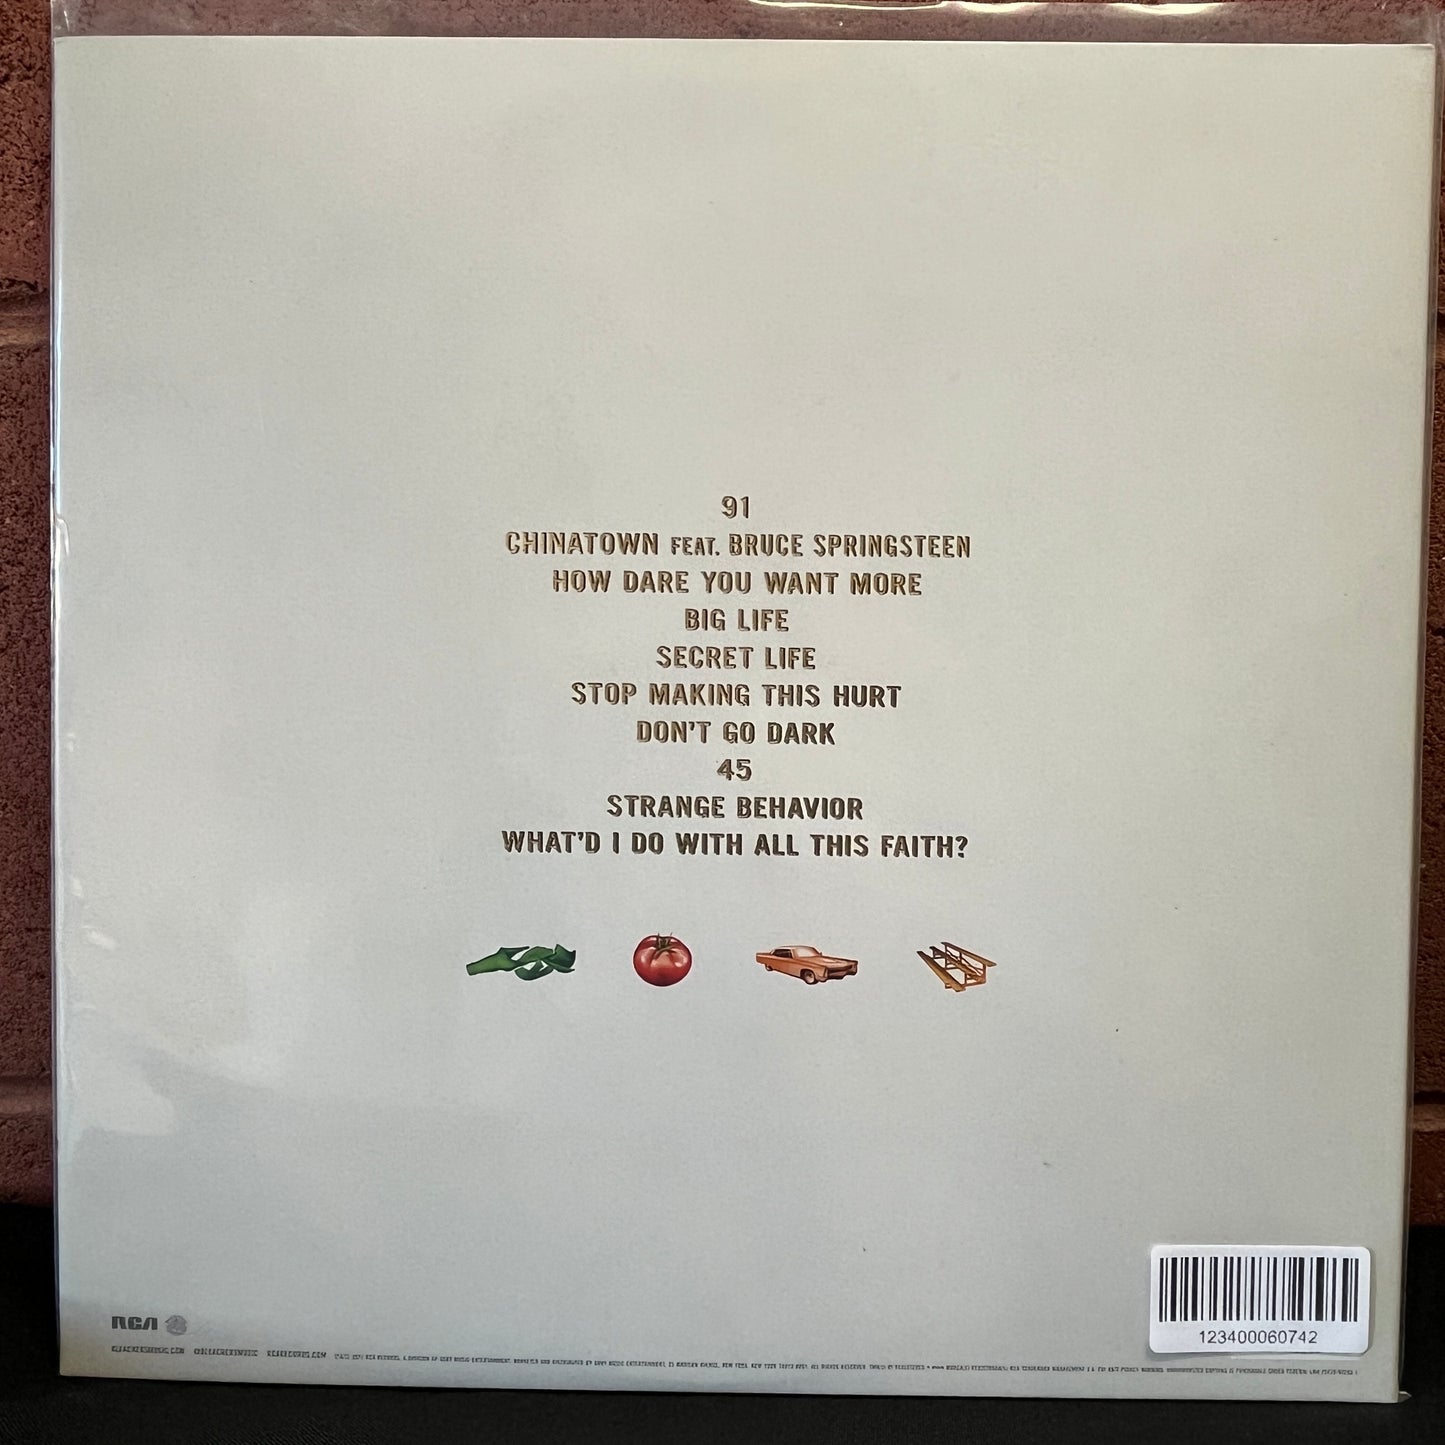 91
CHINATOWN FEAT. BRUCE SPRINGSTEEN
HOW DARE YOU WANT MORE
BIG LIFE
SECRET LIFE
STOP MAKING THIS HURT
DON'T GO DARK
45
STRANGE BEHAVIOR
WHAT'D I DO WITH ALL THIS FAITH?
123400060742
RCA